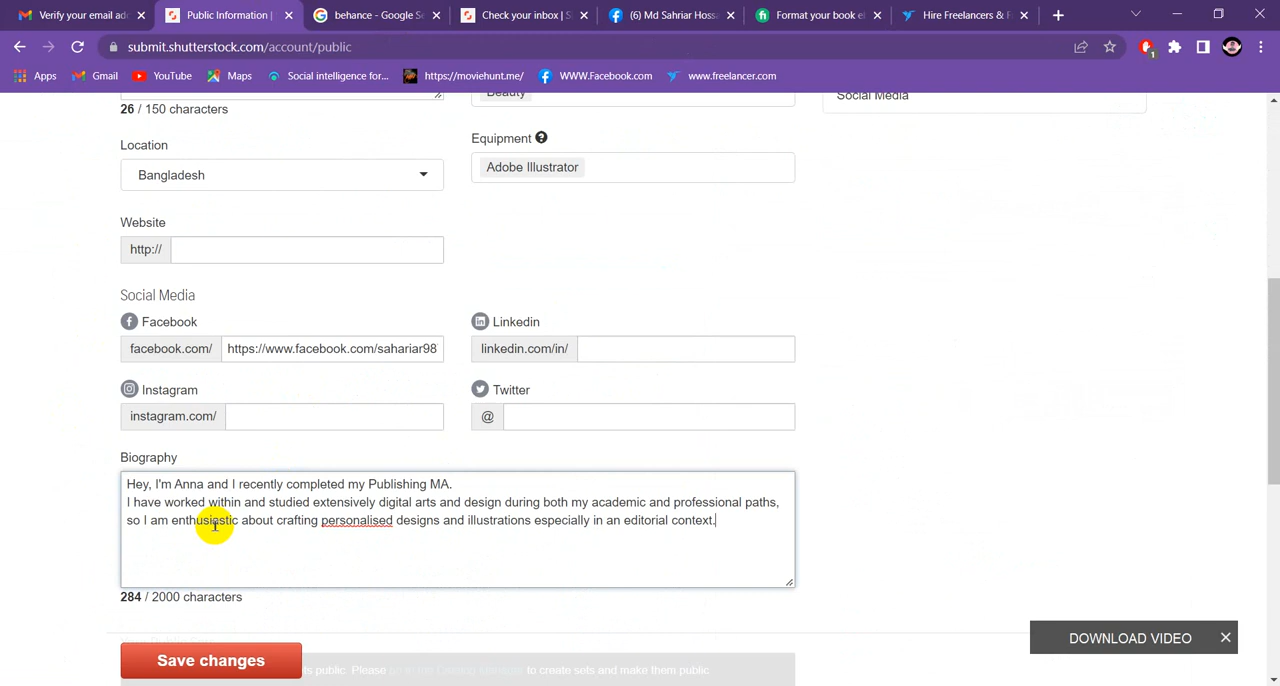 Verify your email ad
Public Information |
behance - Google Se
Check your inbox | S
(6) Md Sahriar Hossa
Format your book e
Hire Freelancers & F
submit.shutterstock.com/account/public
1
Apps
Gmail
YouTube
Maps
Social intelligence for...
https://moviehunt.me/
WWW.Facebook.com
www.freelancer.com
26 / 150 characters
Beauty
Social Media
Location
Equipment
Bangladesh
Adobe Illustrator
Website
http://
Social Media
Facebook
Linkedin
facebook.com/
https://www.facebook.com/sahariar98
linkedin.com/in/
Instagram
Twitter
instagram.com/
@
Biography
Hey, I'm Anna and I recently completed my Publishing MA.
I have worked within and studied extensively digital arts and design during both my academic and professional paths,
so I am enthusiastic about crafting personalised designs and illustrations especially in an editorial context.
284 / 2000 characters
DOWNLOAD VIDEO
Save changes
ts public. Please
to create sets and make them public